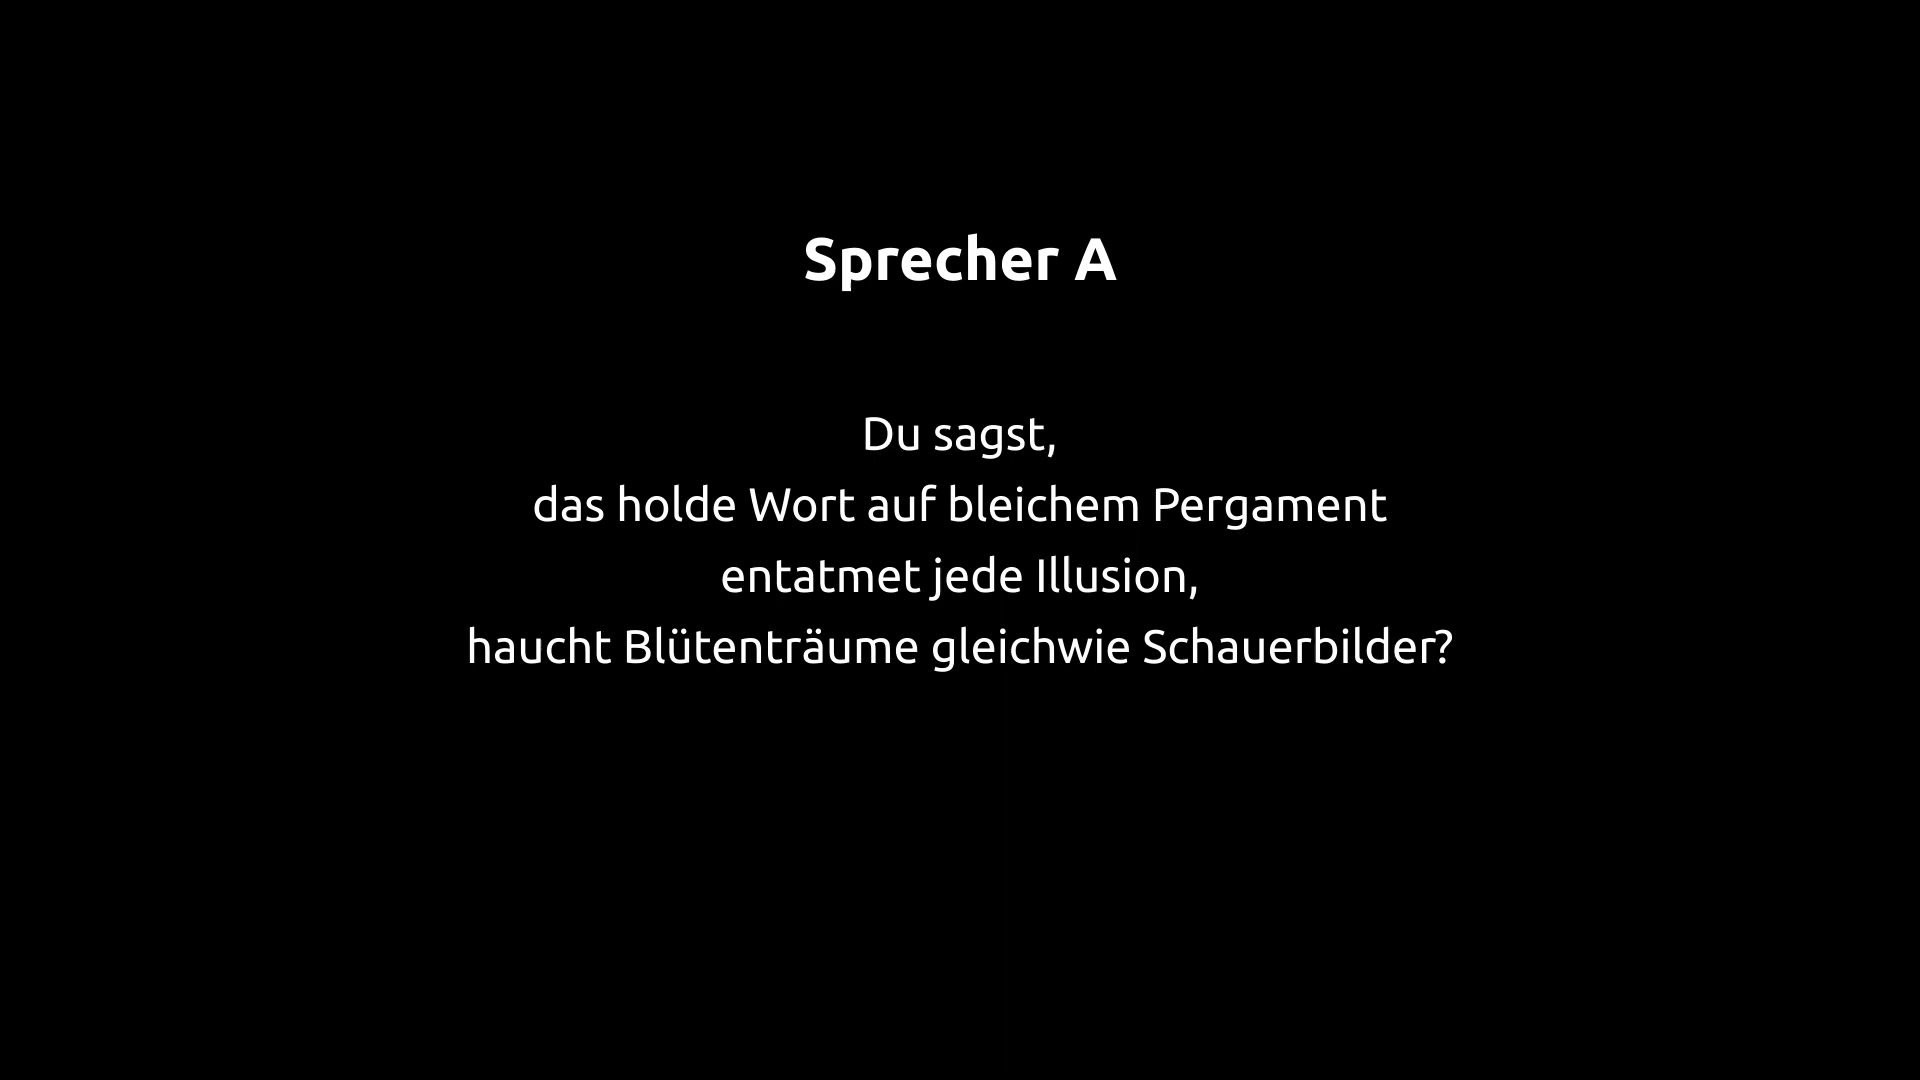 Sprecher A
Du sagst,
das holde Wort auf bleichem Pergament
entatmet jede Illusion,
haucht Blütenträume gleichwie Schauerbilder?